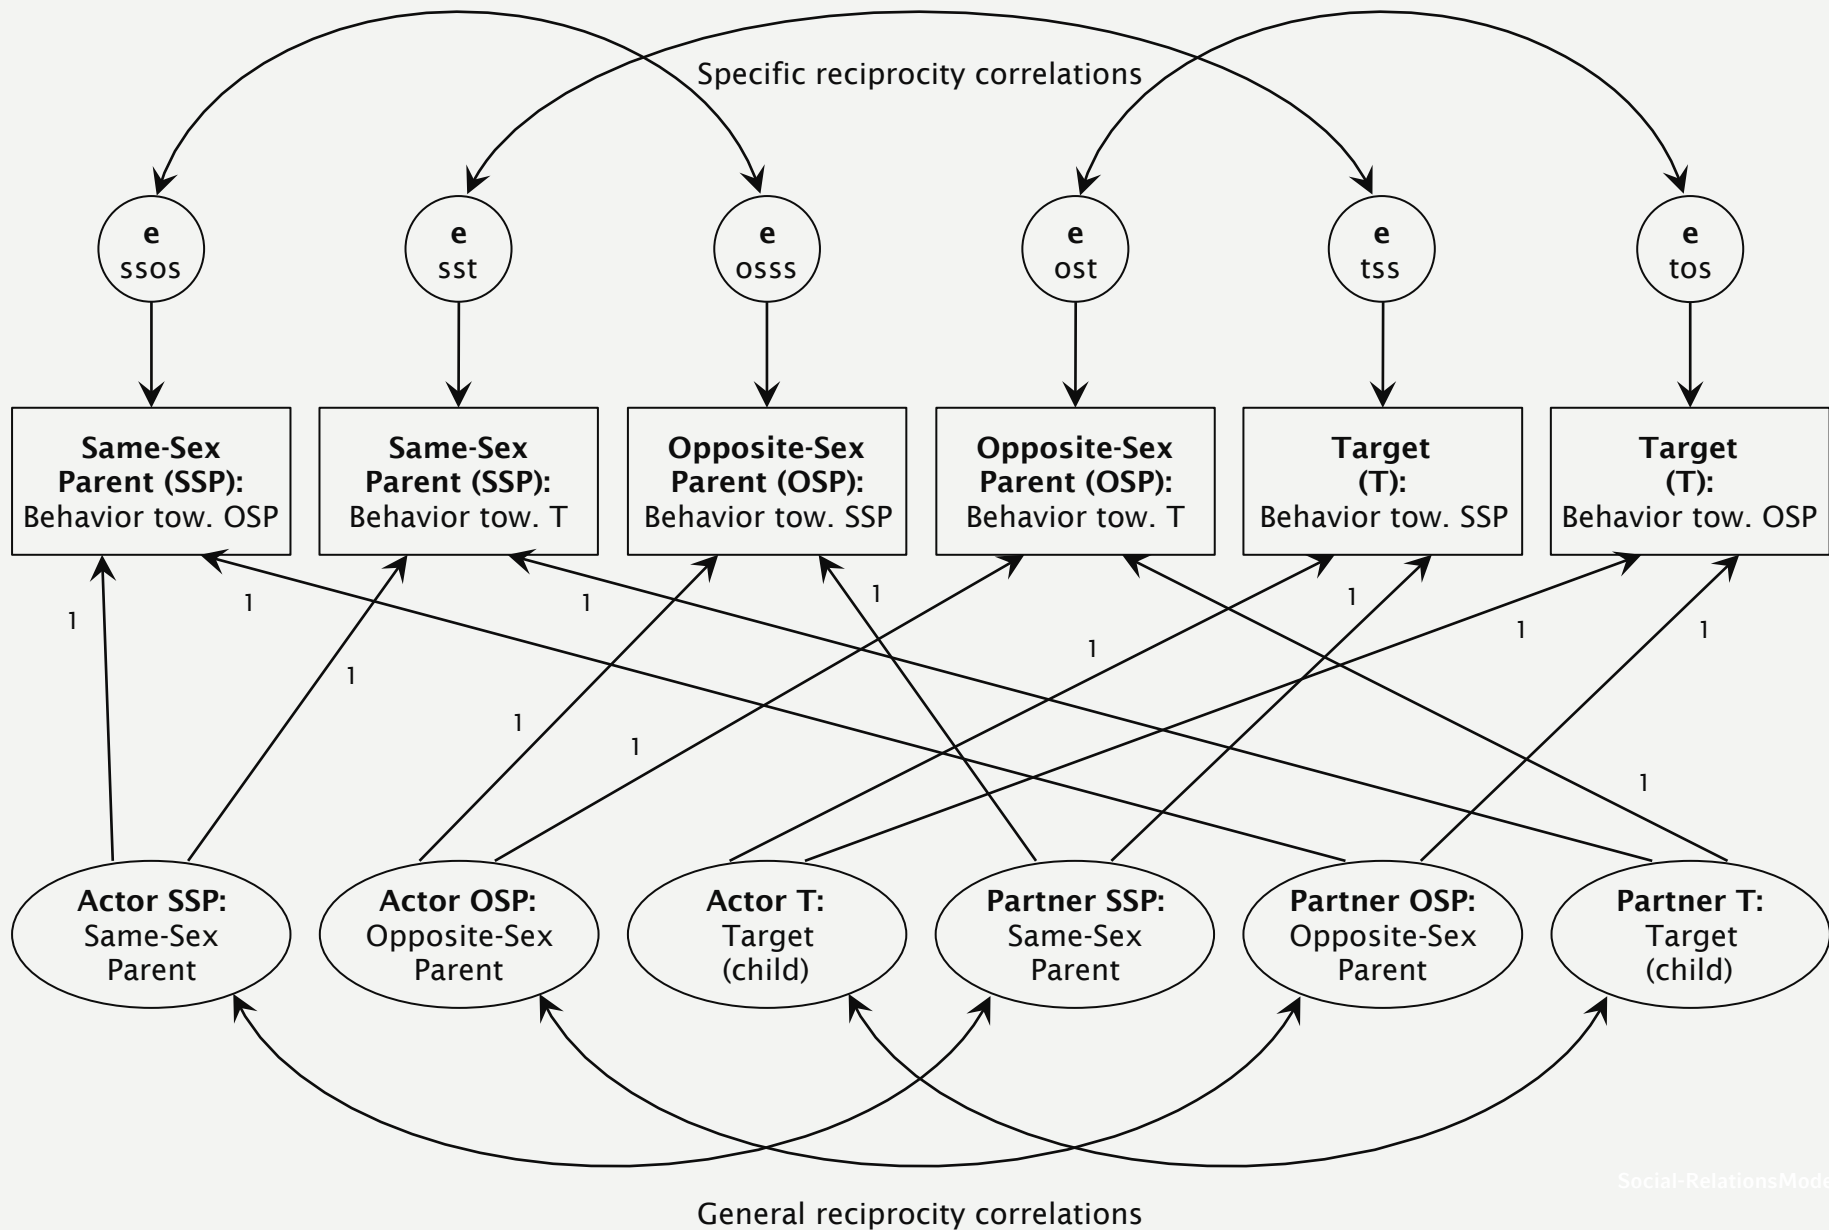 Specific reciprocity correlations
e
ssos
e
sst
e
osss
e
ost
e
tss
e
tos
Same-Sex
Parent (SSP):
Behavior tow. OSP
Same-Sex
Parent (SSP):
Behavior tow. T
Opposite-Sex
Parent (OSP):
Behavior tow. SSP
Opposite-Sex
Parent (OSP):
Behavior tow. T
Target
(T):
Behavior tow. SSP
Target
(T):
Behavior tow. OSP
1
1
1
1
1
1
1
1
1
1
1
1
Actor SSP:
Same-Sex
Parent
Actor OSP:
Opposite-Sex
Parent
Actor T:
Target
(child)
Partner SSP:
Same-Sex
Parent
Partner OSP:
Opposite-Sex
Parent
Partner T:
Target
(child)
General reciprocity correlations